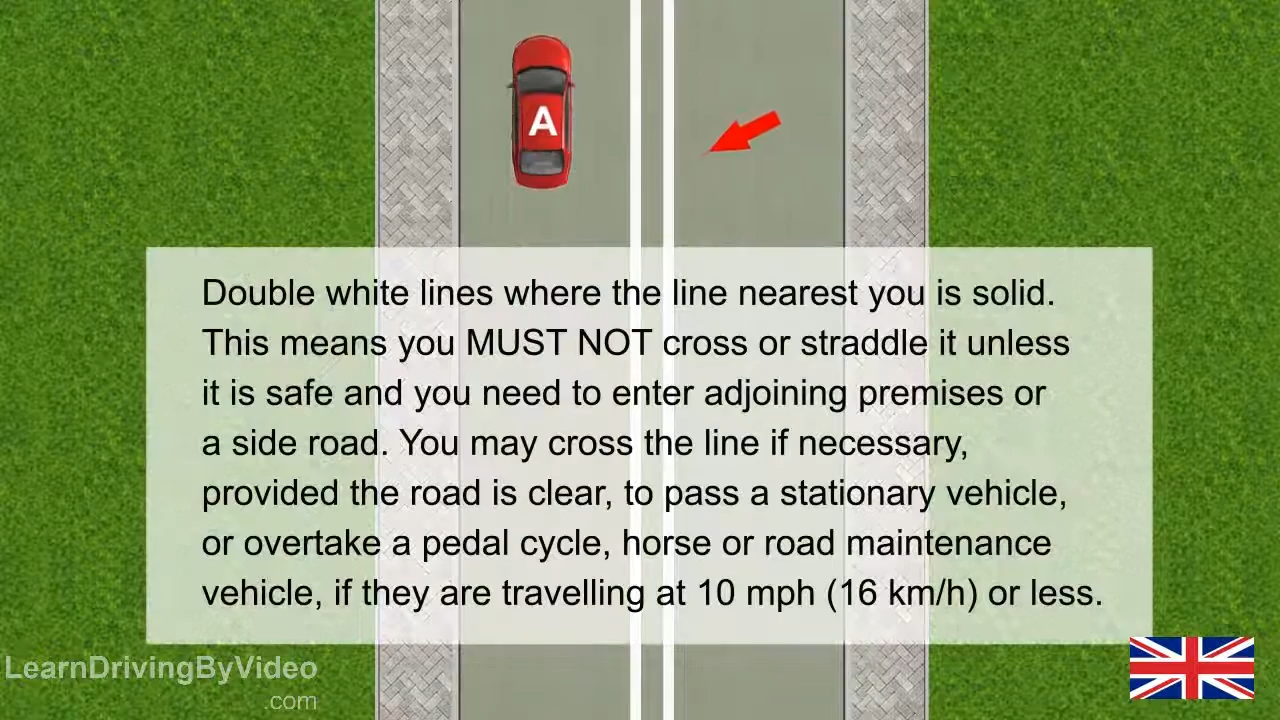 A
Double white lines where the line nearest you is solid.
This means you MUST NOT cross or straddle it unless
it is safe and you need to enter adjoining premises or
a side road. You may cross the line if necessary,
provided the road is clear, to pass a stationary vehicle,
or overtake a pedal cycle, horse or road maintenance
vehicle, if they are travelling at 10 mph (16 km/h) or less.
LearnDrivingByVideo
.com